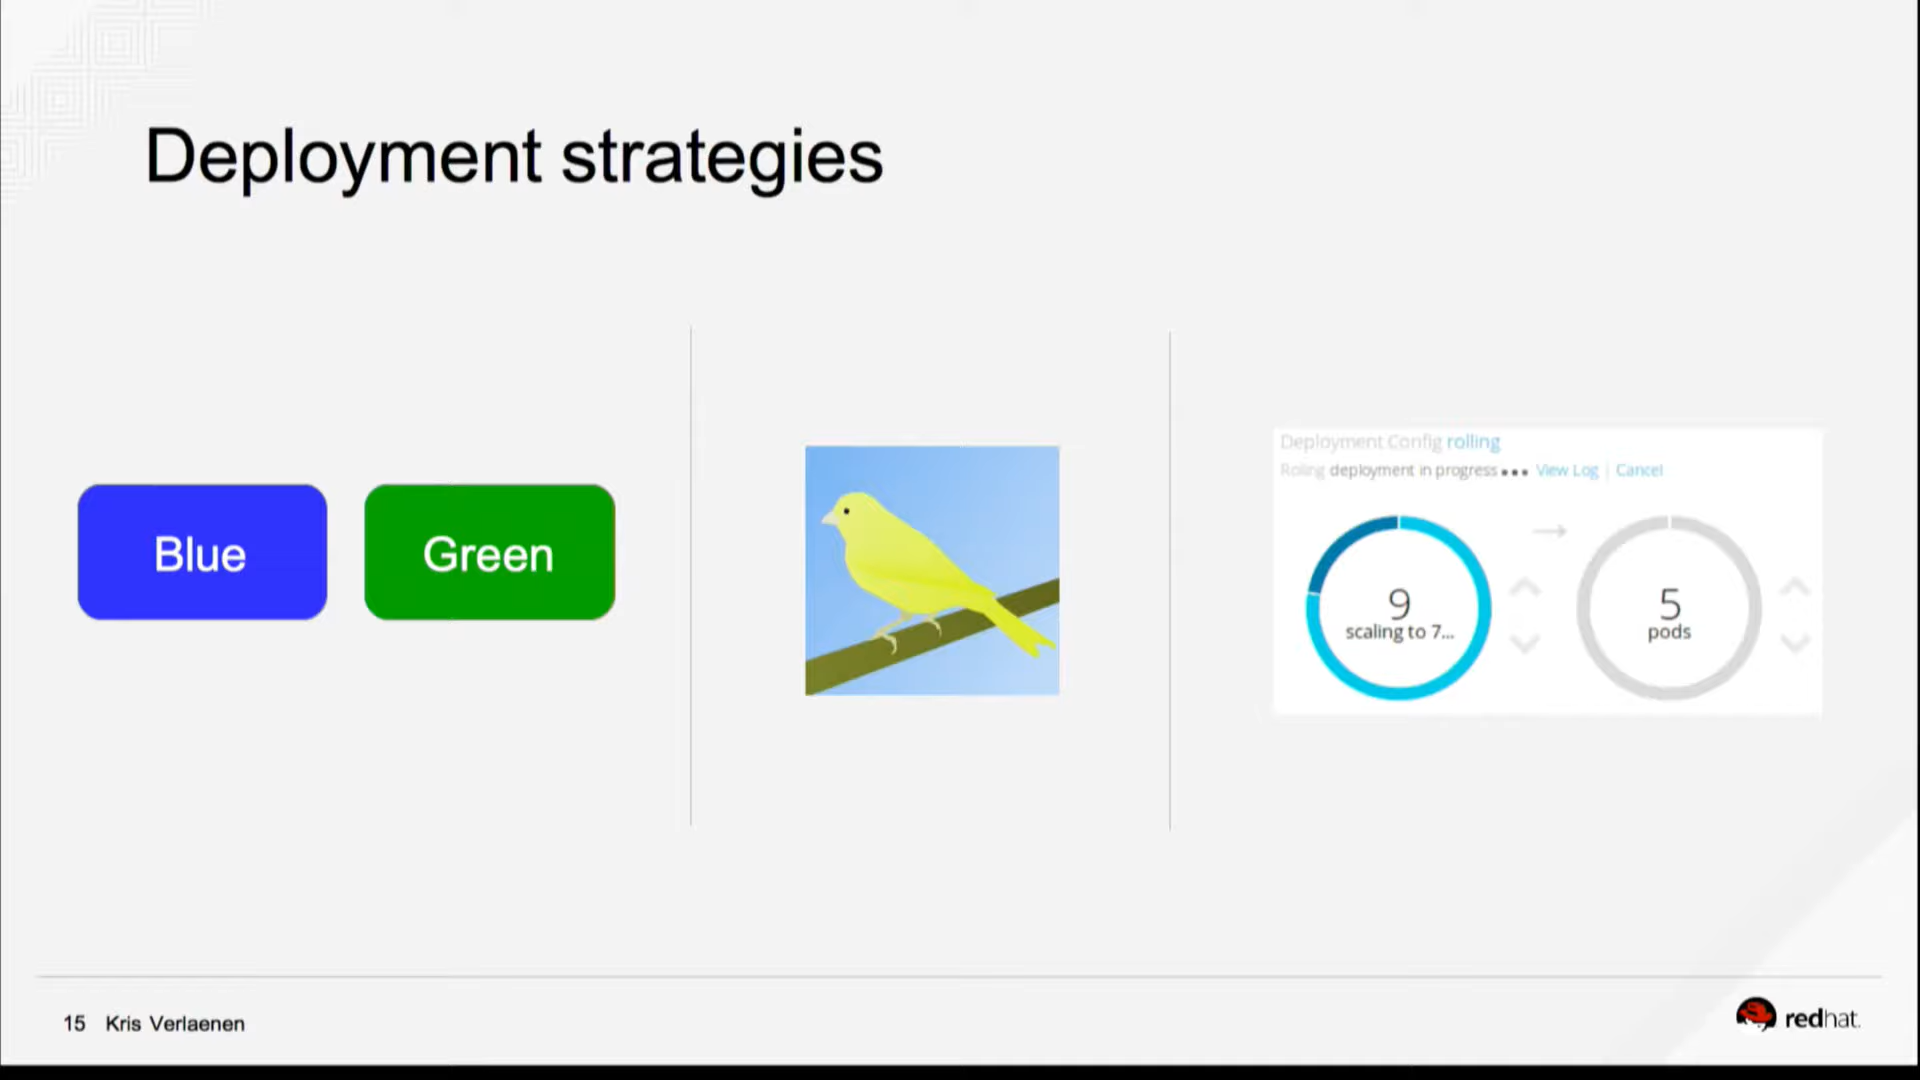 Deployment strategies
Blue
Green
Deployment Config rolling
Rolling deployment in progress ... View Log | Cancel
9
scaling to 7...
5
pods
15 Kris Verlaenen
redhat.